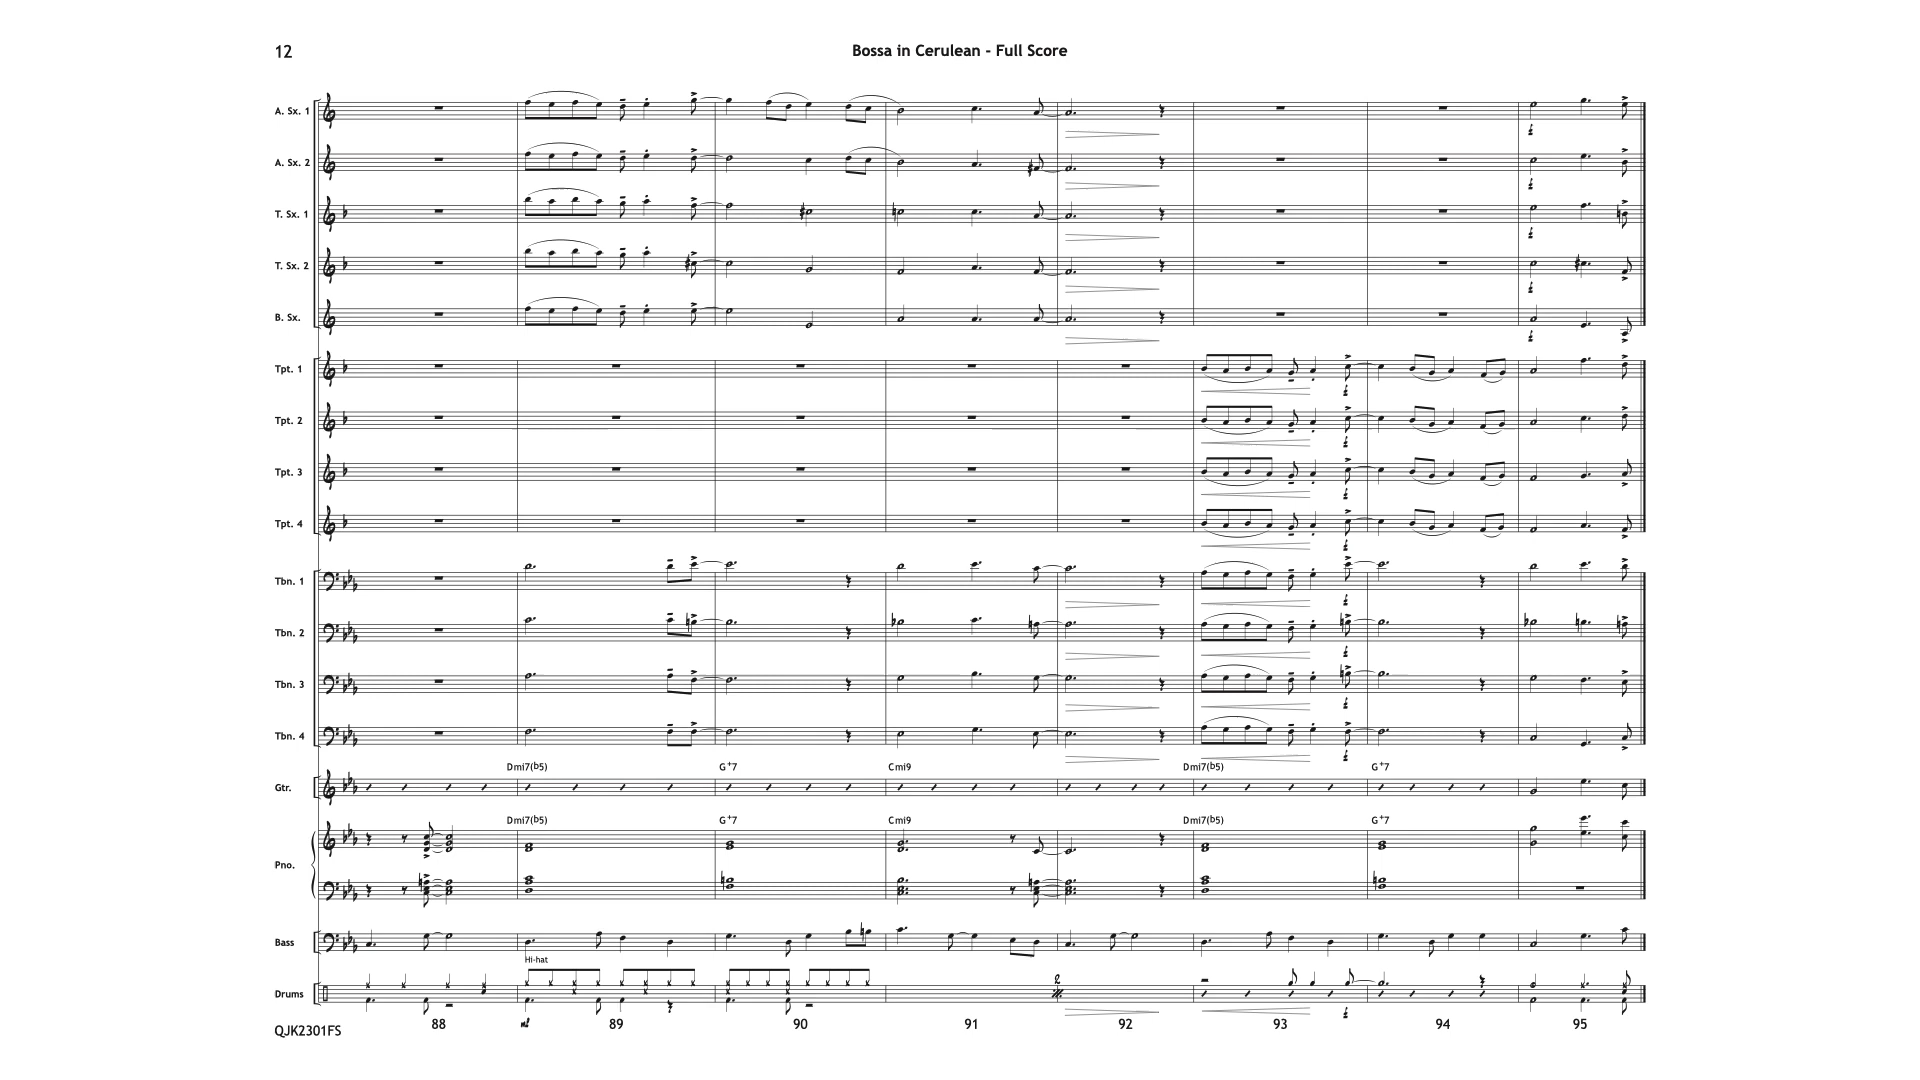 12
Bossa in Cerulean - Full Score
A. Sx. 1
A. Sx. 2
T. Sx. 1
T. Sx. 2
B. Sx.
Tpt. 1
Tpt. 2
Tpt. 3
Tpt. 4
Tbn. 1
Tbn. 2
Tbn. 3
Tbn. 4
Dmi7(b5) G+7 Cmi9 Dmi7(b5) G+7
Gtr.
Dmi7(b5) G+7 Cmi9 Dmi7(b5) G+7
Pno.
Bass
Hi-hat
2
Drums
88 89 90 91 92 93 94 95
QJK2301FS